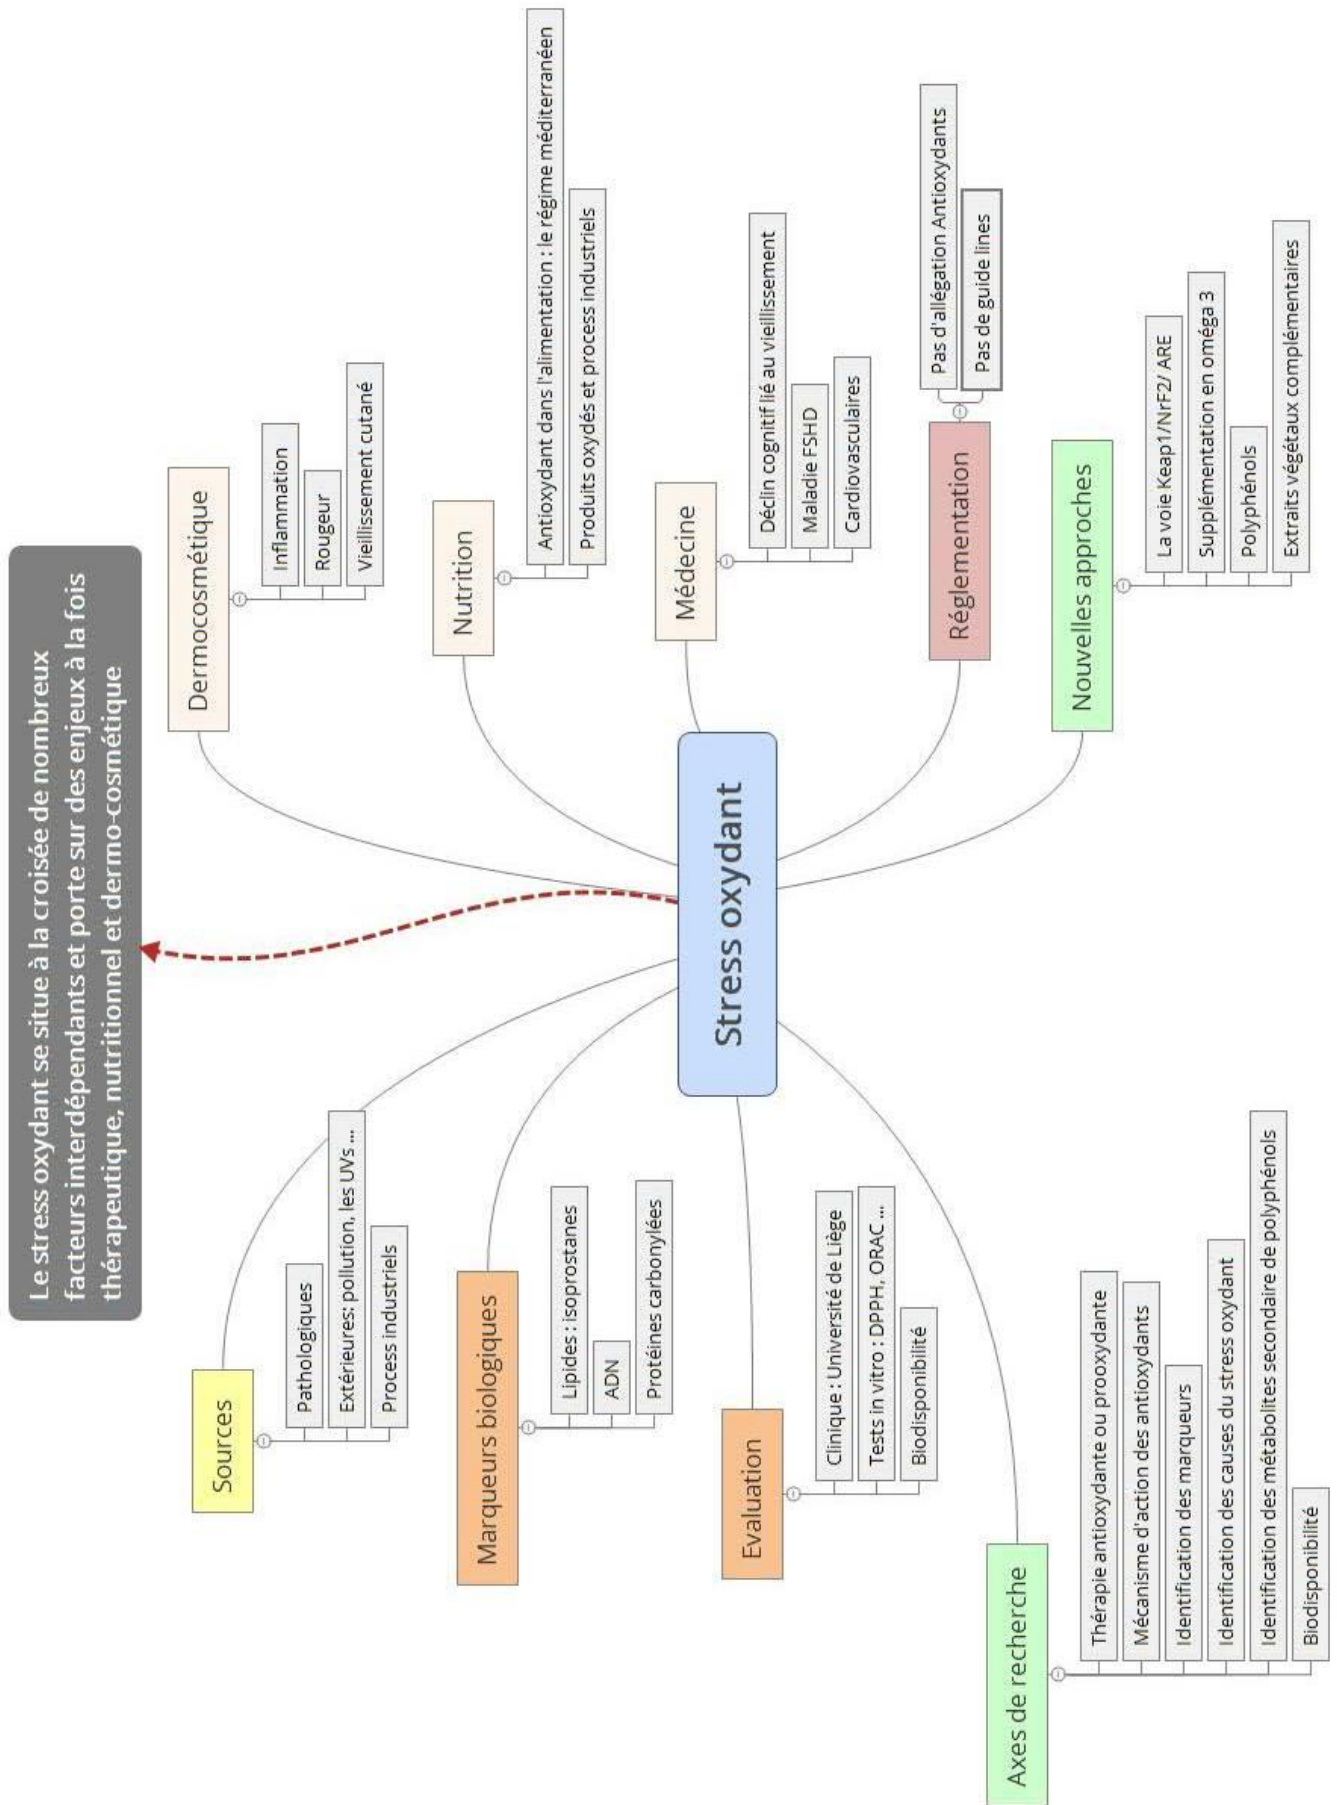 Le stress oxydant se situe à la croisée de nombreux
facteurs interdépendants et porte sur des enjeux à la fois
thérapeutique, nutritionnel et dermo-cosmétique
Stress oxydant
Dermocosmétique
Inflammation
Rougeur
Vieillissement cutané
Nutrition
Antioxydant dans l'alimentation : le régime méditerranéen
Produits oxydés et process industriels
Médecine
Déclin cognitif lié au vieillissement
Maladie FSHD
Cardiovasculaires
Réglementation
Pas d'allégation Antioxydants
Pas de guide lines
Nouvelles approches
La voie Keap1/NrF2/ ARE
Supplémentation en oméga 3
Polyphénols
Extraits végétaux complémentaires
Sources
Pathologiques
Extérieures: pollution, les UVs ...
Process industriels
Marqueurs biologiques
Lipides : isoprostanes
ADN
Protéines carbonylées
Evaluation
Clinique : Université de Liège
Tests in vitro : DPPH, ORAC ...
Biodisponibilité
Axes de recherche
Thérapie antioxydante ou prooxydante
Mécanisme d'action des antioxydants
Identification des marqueurs
Identification des causes du stress oxydant
Identification des métabolites secondaire de polyphénols
Biodisponibilité